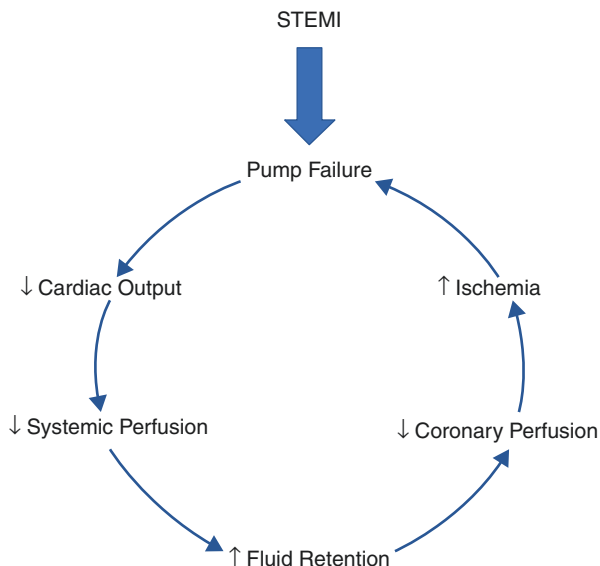 STEMI
Pump Failure
↓ Cardiac Output
↑ Ischemia
↓ Systemic Perfusion
↓ Coronary Perfusion
↑ Fluid Retention